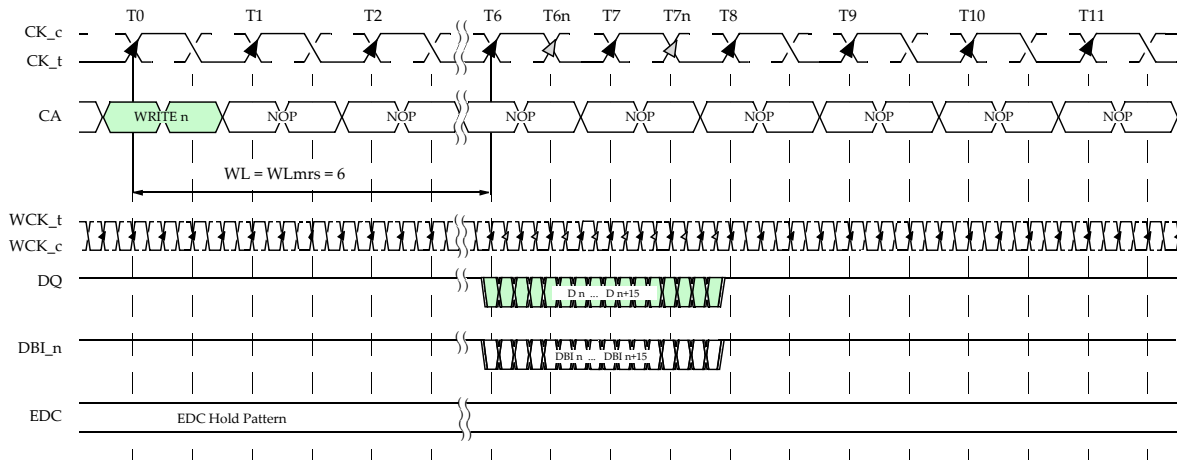 T0 T1 T2 T6 T6n T7 T7n T8 T9 T10 T11
CK_c
CK_t
CA WRITE n NOP NOP NOP NOP NOP NOP NOP NOP
WL = WLmrs = 6
WCK_t
WCK_c
DQ
D n ... D n+15
DBI_n
DBI n ... DBI n+15
EDC EDC Hold Pattern